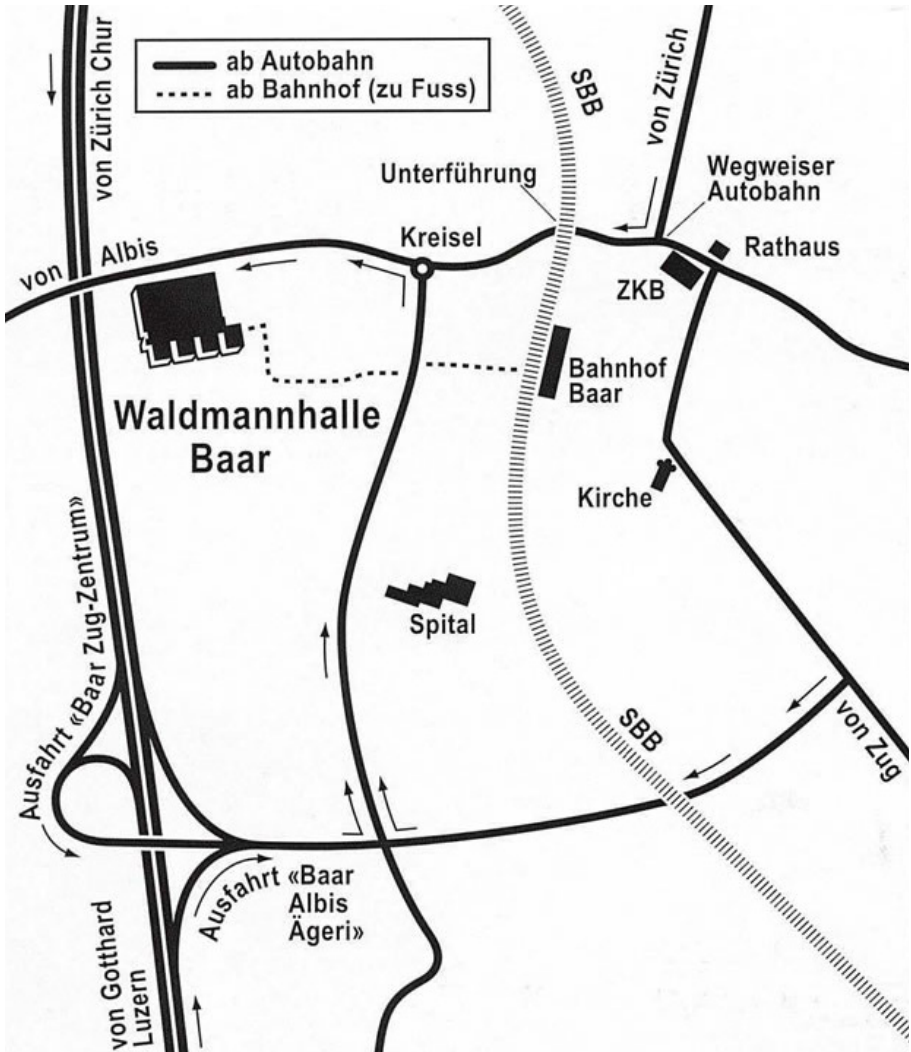 ab Autobahn
ab Bahnhof (zu Fuss)
von Zürich Chur
SBB
von Zürich
Unterführung
Wegweiser
Autobahn
Kreisel
Rathaus
von Albis
ZKB
Bahnhof
Baar
Waldmannhalle
Baar
Kirche
Spital
Ausfahrt «Baar Zug-Zentrum»
SBB
von Zug
Ausfahrt «Baar
Albis
Ägeri»
von Gotthard
Luzern